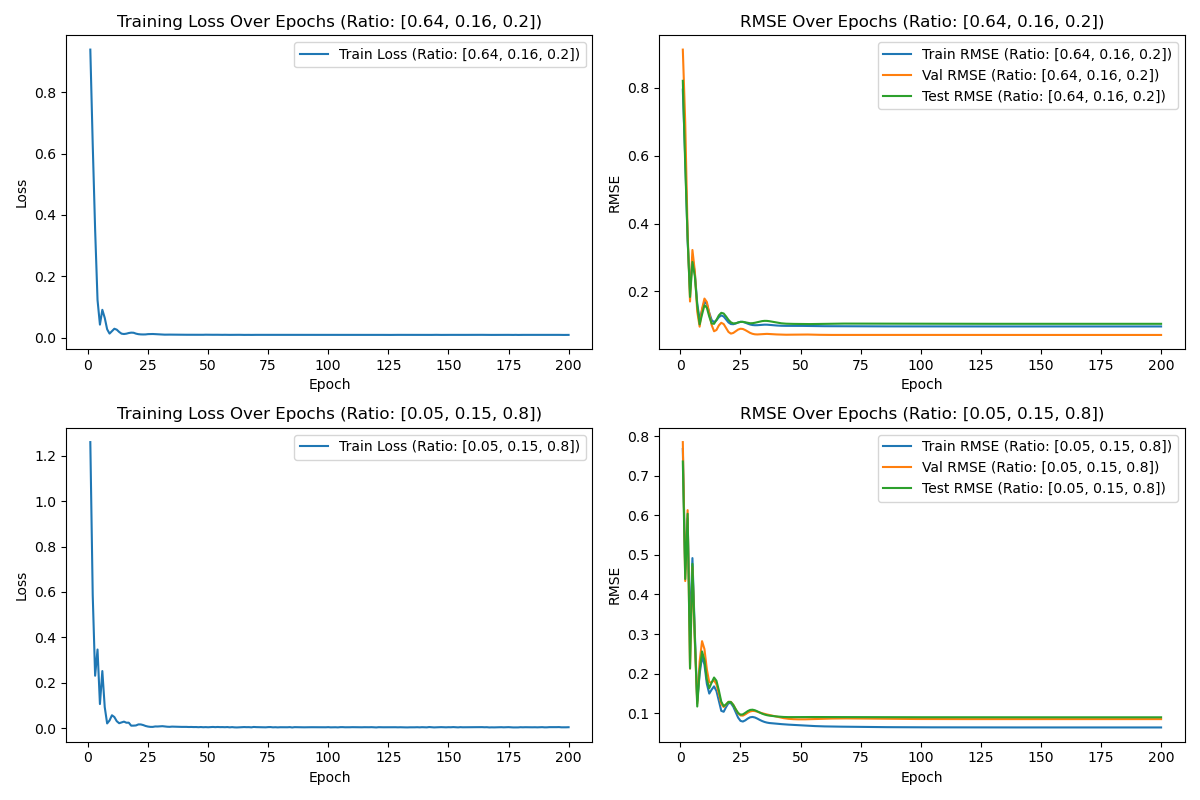 Training Loss Over Epochs (Ratio: [0.64, 0.16, 0.2])
Train Loss (Ratio: [0.64, 0.16, 0.2])
0.8
0.6
0.4
0.2
0.0
Loss
0 25 50 75 100 125 150 175 200
Epoch
RMSE Over Epochs (Ratio: [0.64, 0.16, 0.2])
Train RMSE (Ratio: [0.64, 0.16, 0.2])
Val RMSE (Ratio: [0.64, 0.16, 0.2])
Test RMSE (Ratio: [0.64, 0.16, 0.2])
0.8
0.6
0.4
0.2
RMSE
0 25 50 75 100 125 150 175 200
Epoch
Training Loss Over Epochs (Ratio: [0.05, 0.15, 0.8])
Train Loss (Ratio: [0.05, 0.15, 0.8])
1.2
1.0
0.8
0.6
0.4
0.2
0.0
Loss
0 25 50 75 100 125 150 175 200
Epoch
RMSE Over Epochs (Ratio: [0.05, 0.15, 0.8])
Train RMSE (Ratio: [0.05, 0.15, 0.8])
Val RMSE (Ratio: [0.05, 0.15, 0.8])
Test RMSE (Ratio: [0.05, 0.15, 0.8])
0.8
0.7
0.6
0.5
0.4
0.3
0.2
0.1
RMSE
0 25 50 75 100 125 150 175 200
Epoch